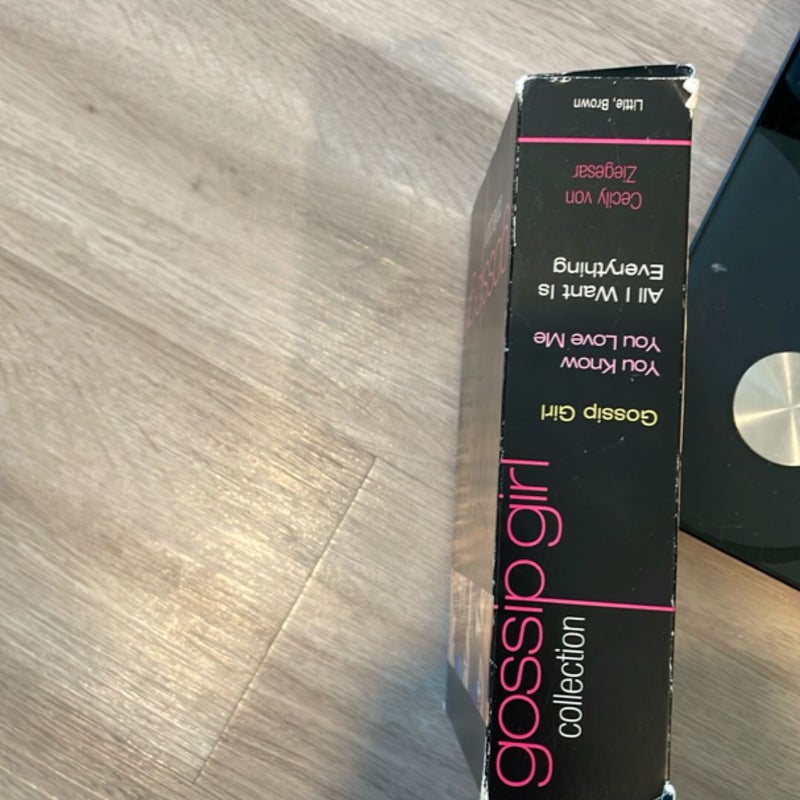 gossip girl
collection
Gossip Girl
You Know
You Love Me
All I Want Is
Everything
Cecily von
Ziegesar
Little, Brown